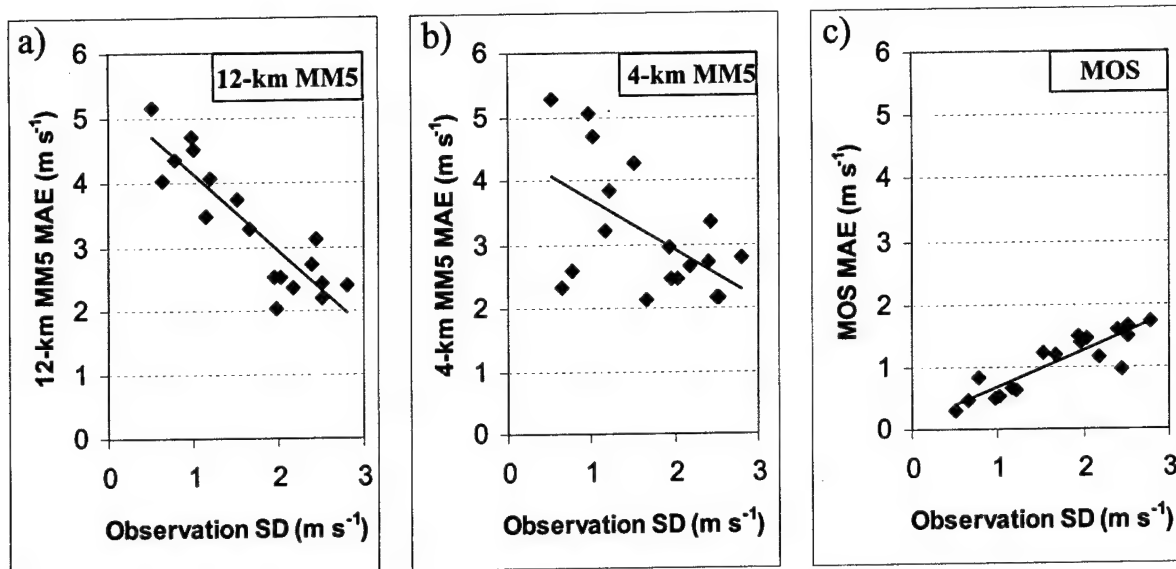 a)
12-km MM5
6
5
4
3
2
1
0
12-km MM5 MAE (m s⁻¹)
0 1 2 3
Observation SD (m s⁻¹)
b)
4-km MM5
6
5
4
3
2
1
0
4-km MM5 MAE (m s⁻¹)
0 1 2 3
Observation SD (m s⁻¹)
c)
MOS
6
5
4
3
2
1
0
MOS MAE (m s⁻¹)
0 1 2 3
Observation SD (m s⁻¹)